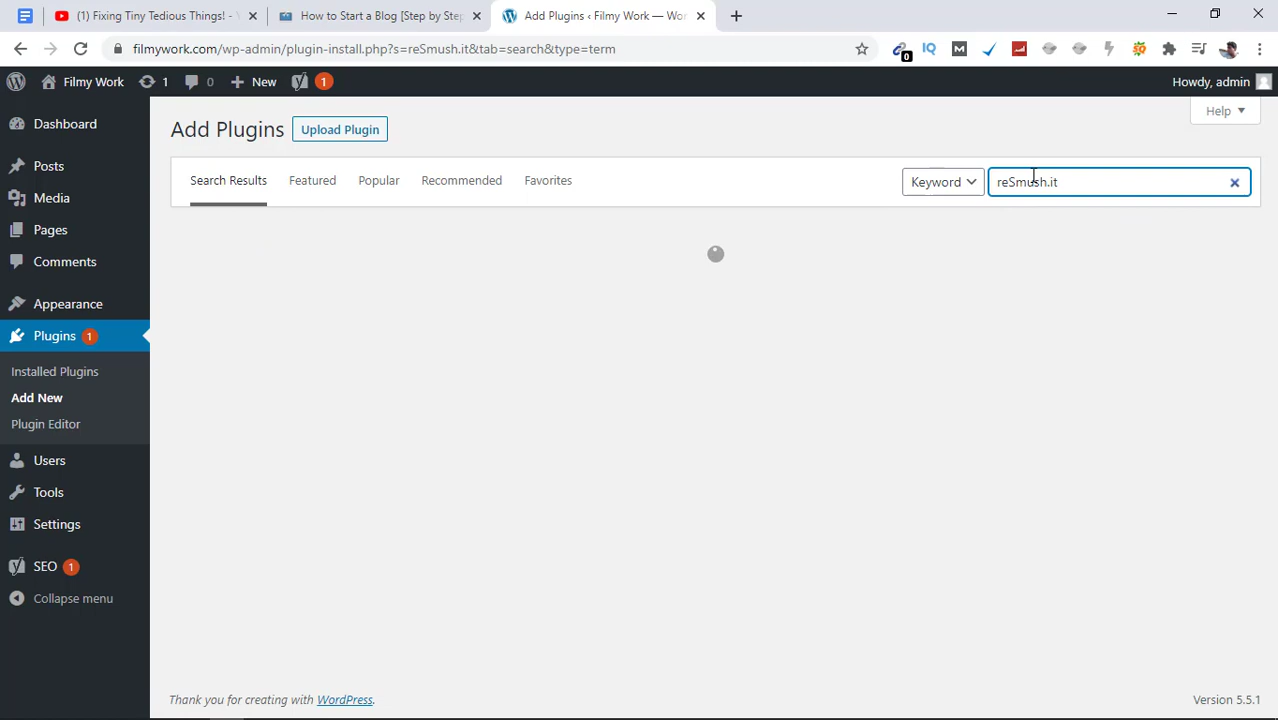 (1) Fixing Tiny Tedious Things! - Y
How to Start a Blog [Step by Step
Add Plugins ‹ Filmy Work — Wor
filmywork.com/wp-admin/plugin-install.php?s=reSmush.it&tab=search&type=term
0
IQ
M
Filmy Work
1
0
New
1
Howdy, admin
Dashboard
Posts
Media
Pages
Comments
Appearance
Plugins 1
Installed Plugins
Add New
Plugin Editor
Users
Tools
Settings
SEO 1
Collapse menu
Help
Add Plugins
Upload Plugin
Search Results
Featured
Popular
Recommended
Favorites
Keyword
reSmush.it
Thank you for creating with WordPress.
Version 5.5.1